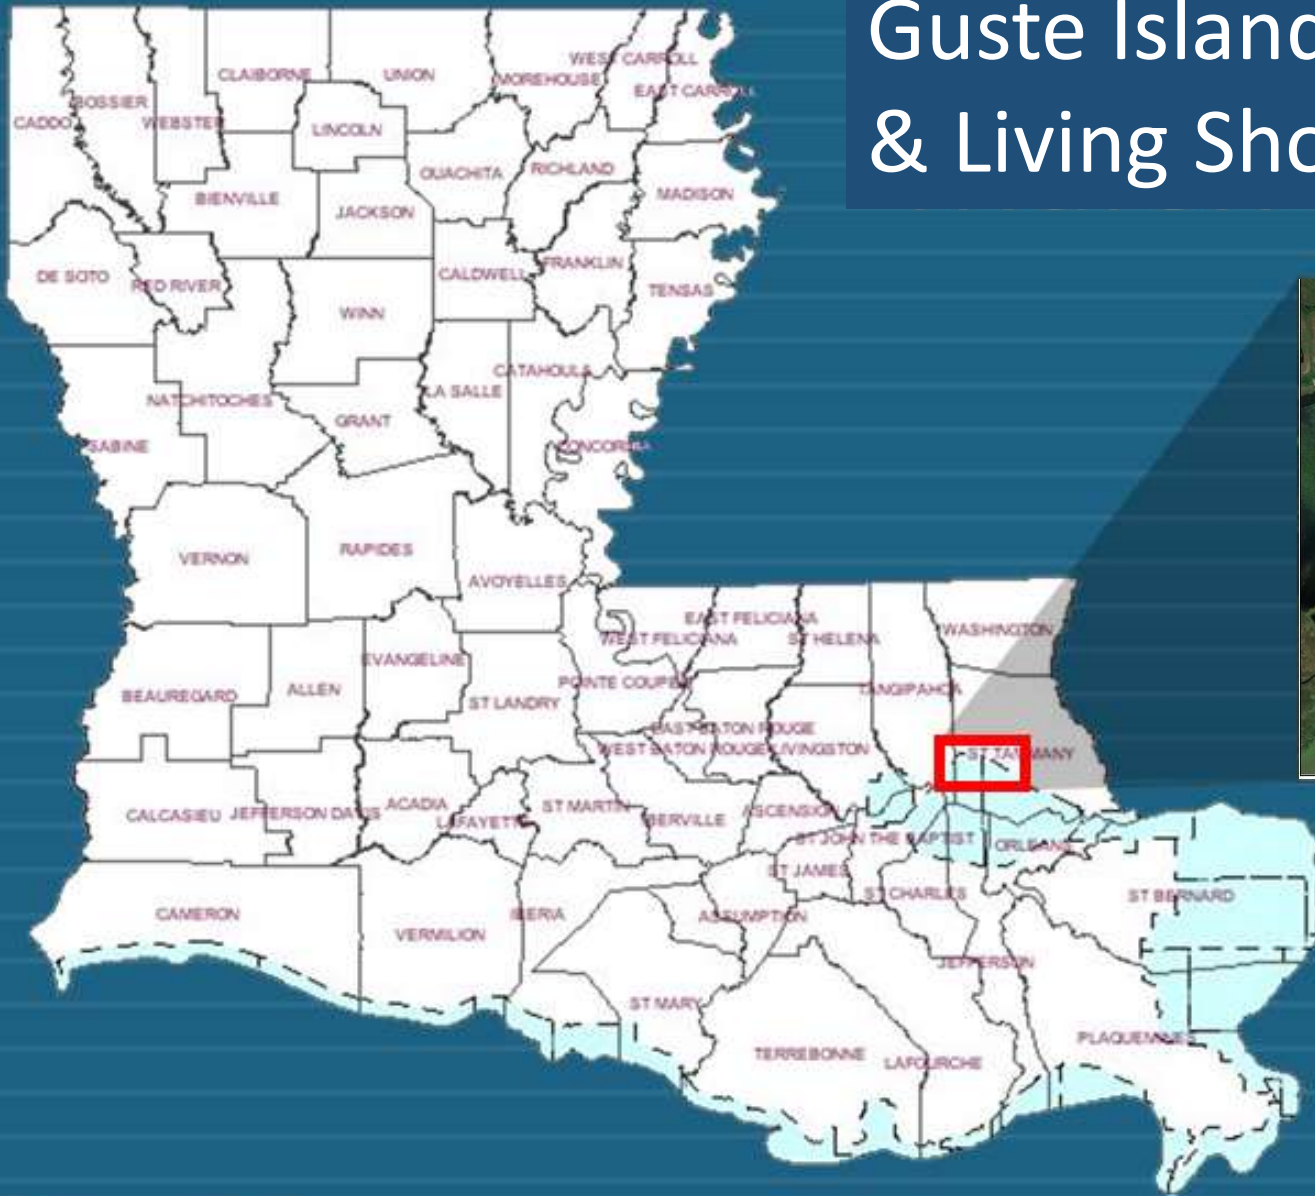 Guste Islanc
& Living Sho
WEST CARROLL
CLAIBORNE
UNION
MOREHOUSE
EAST CARROLL
BOSSIER
CADDO
WEBSTER
LINCOLN
OUACHITA
RICHLAND
MADISON
BIENVILLE
JACKSON
DE SOTO
RED RIVER
CALDWELL
FRANKLIN
TENSAS
WINN
CATAHOULA
LA SALLE
NATCHITOCHES
GRANT
SABINE
CONCORDIA
VERNON
RAPIDES
AVOYELLES
EAST FELICIANA
WEST FELICIANA
ST HELENA
WASHINGTON
EVANGELINE
BEAUREGARD
ALLEN
POINTE COUPEE
ST LANDRY
TANGIPAHOA
EAST BATON ROUGE
WEST BATON ROUGE
LIVINGSTON
ST TAMMANY
CALCASIEU
JEFFERSON DAVIS
ACADIA
LAFAYETTE
ST MARTIN
IBERVILLE
ASCENSION
ST JOHN THE BAPTIST
ORLEANS
ST JAMES
ST CHARLES
ST BERNARD
CAMERON
VERMILION
IBERIA
ASSUMPTION
JEFFERSON
ST MARY
TERREBONNE
LAFOURCHE
PLAQUEMINES